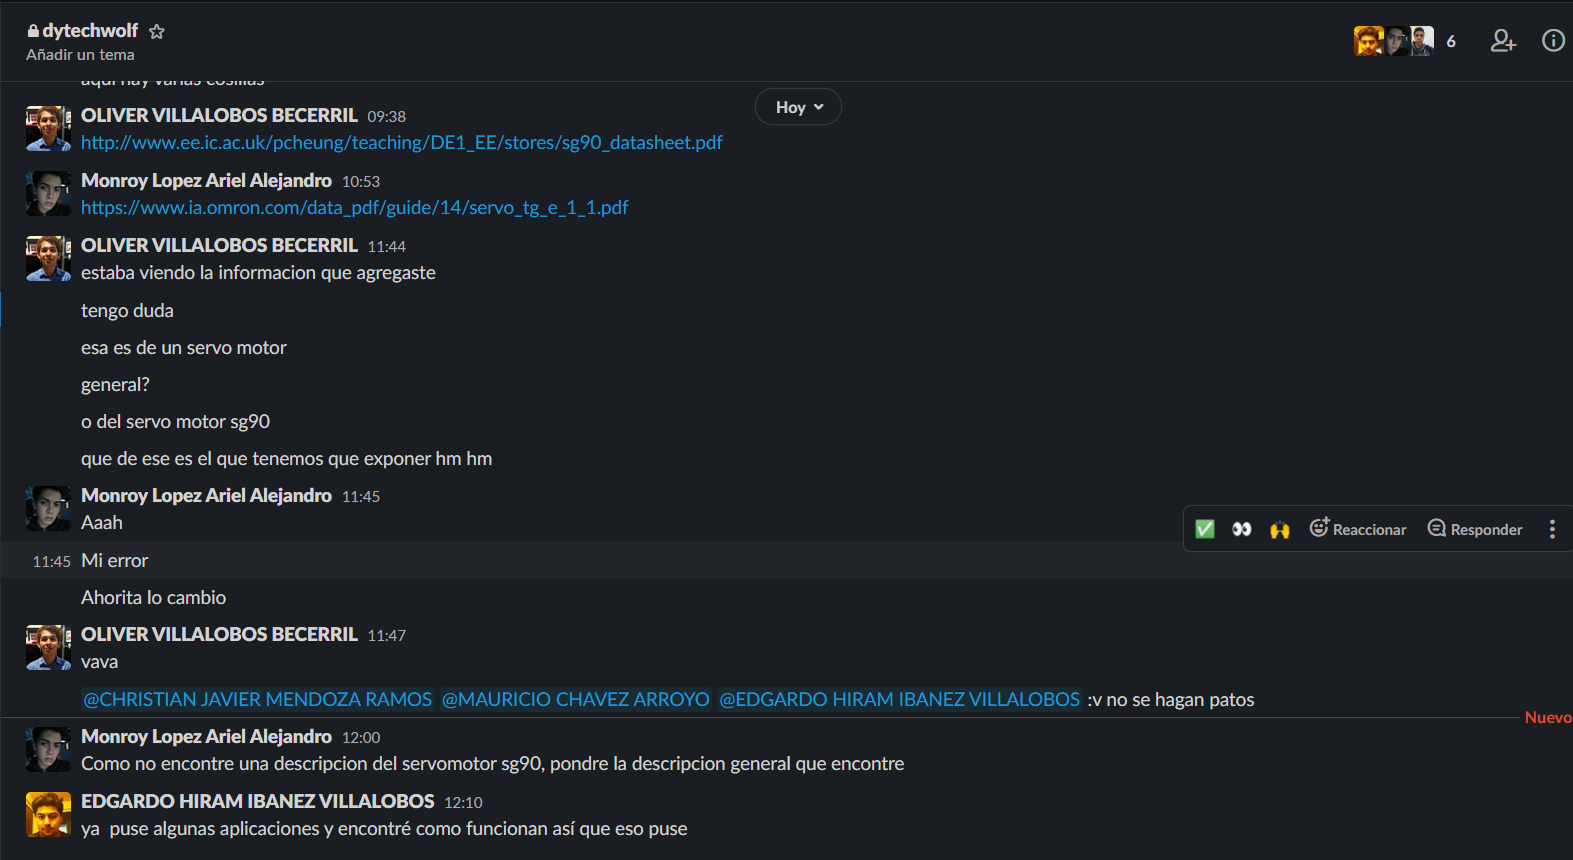 dytechwolf
Añadir un tema
6
aquí hay varias cosillas
Hoy
OLIVER VILLALOBOS BECERRIL 09:38
http://www.ee.ic.ac.uk/pcheung/teaching/DE1_EE/stores/sg90_datasheet.pdf
Monroy Lopez Ariel Alejandro 10:53
https://www.ia.omron.com/data_pdf/guide/14/servo_tg_e_1_1.pdf
OLIVER VILLALOBOS BECERRIL 11:44
estaba viendo la informacion que agregaste
tengo duda
esa es de un servo motor
general?
o del servo motor sg90
que de ese es el que tenemos que exponer hm hm
Monroy Lopez Ariel Alejandro 11:45
Aaah
Reaccionar Responder
11:45 Mi error
Ahorita lo cambio
OLIVER VILLALOBOS BECERRIL 11:47
vava
@CHRISTIAN JAVIER MENDOZA RAMOS @MAURICIO CHAVEZ ARROYO @EDGARDO HIRAM IBANEZ VILLALOBOS :v no se hagan patos
Nuevo
Monroy Lopez Ariel Alejandro 12:00
Como no encontre una descripcion del servomotor sg90, pondre la descripcion general que encontre
EDGARDO HIRAM IBANEZ VILLALOBOS 12:10
ya puse algunas aplicaciones y encontré como funcionan así que eso puse